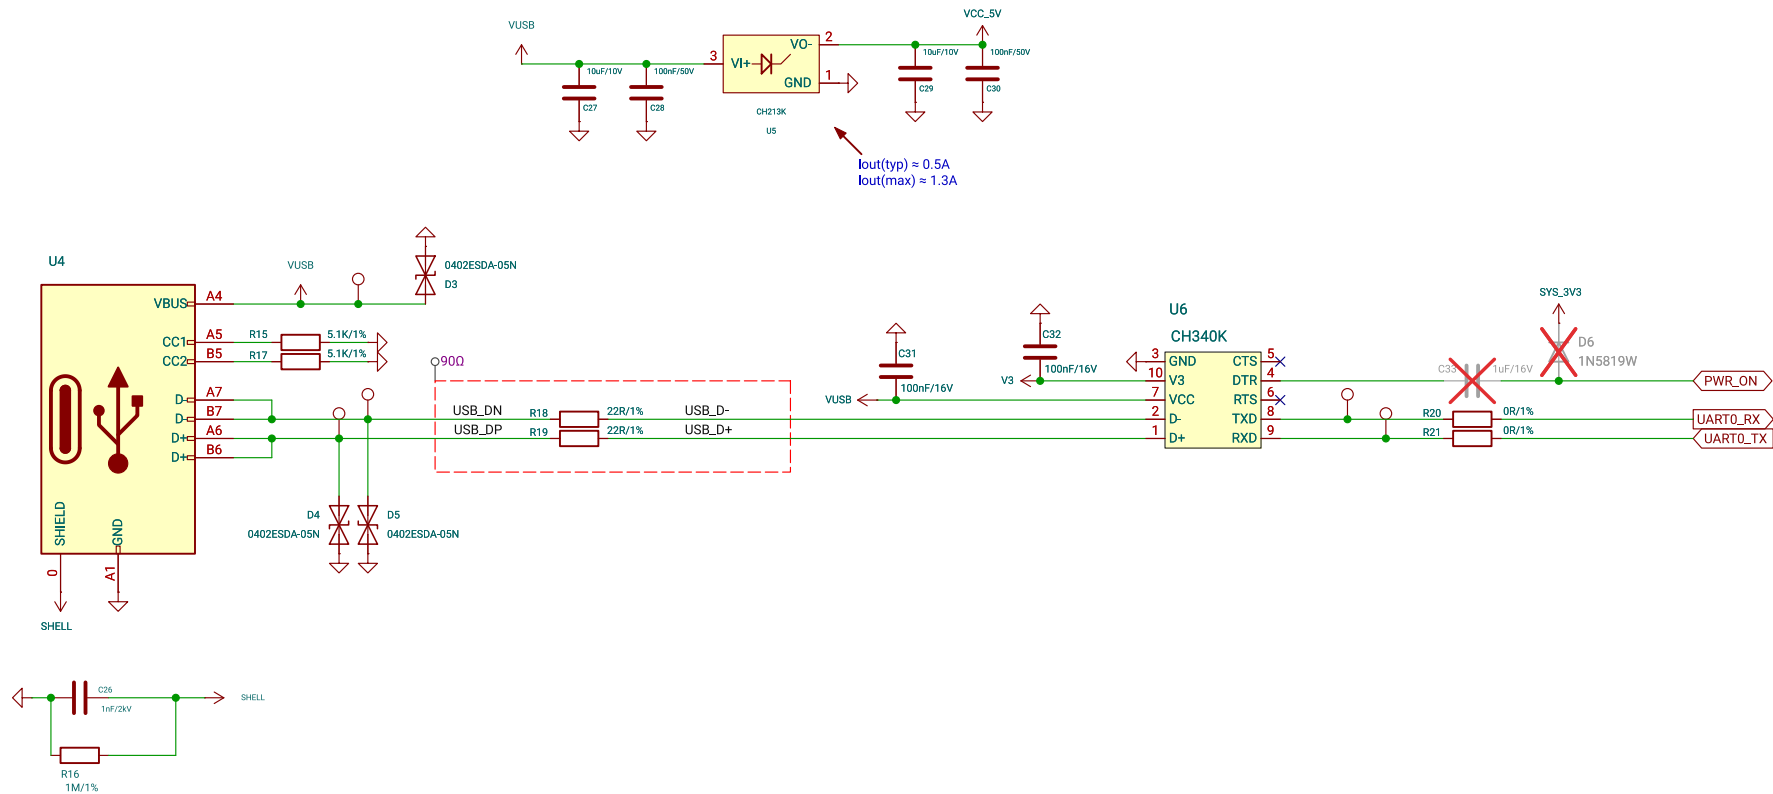 VUSB
VCC_5V
10uF/10V
100nF/50V
C27
C28
3
VI+
VO-
2
GND
1
CH213K
U5
10uF/10V
100nF/50V
C29
C30
Iout(typ) ≈ 0.5A
Iout(max) ≈ 1.3A
U4
VBUS
A4
CC1
A5
CC2
B5
D-
A7
D-
B7
D+
A6
D+
B6
SHIELD
GND
0
A1
SHELL
VUSB
0402ESDA-05N
D3
R15
5.1K/1%
R17
5.1K/1%
90Ω
USB_DN
R18
22R/1%
USB_D-
USB_DP
R19
22R/1%
USB_D+
D4
0402ESDA-05N
D5
0402ESDA-05N
C31
100nF/16V
VUSB
C32
100nF/16V
V3
U6
CH340K
3
GND
CTS
5
10
V3
DTR
4
7
VCC
RTS
6
2
D-
TXD
8
1
D+
RXD
9
C33
1uF/16V
SYS_3V3
D6
1N5819W
PWR_ON
R20
0R/1%
UART0_RX
R21
0R/1%
UART0_TX
C26
1nF/2kV
SHELL
R16
1M/1%